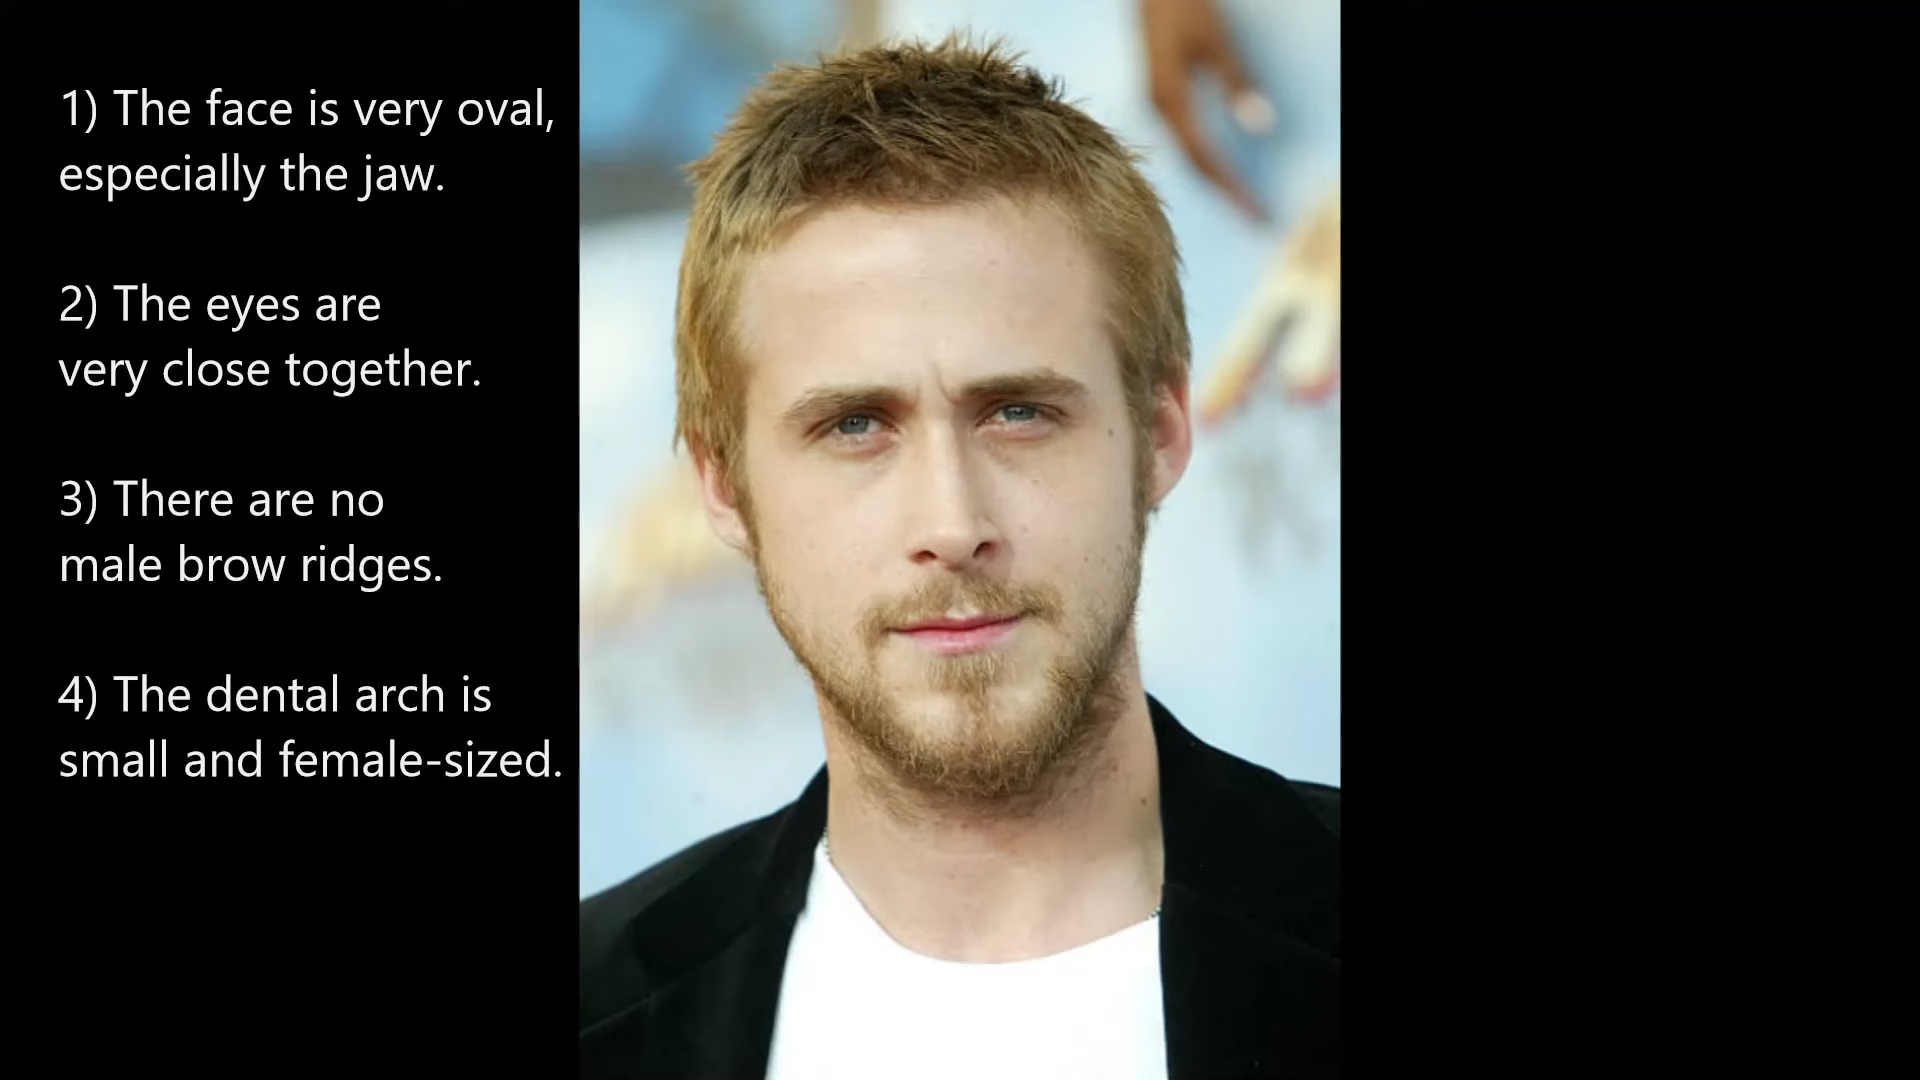 1) The face is very oval,
especially the jaw.
2) The eyes are
very close together.
3) There are no
male brow ridges.
4) The dental arch is
small and female-sized.